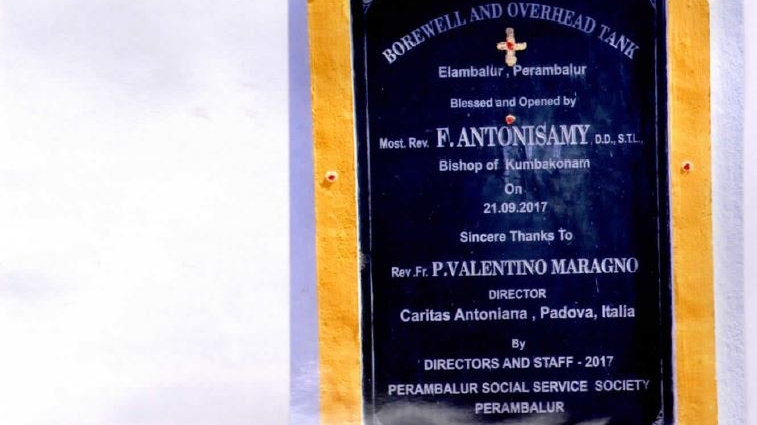 BOREWELL AND OVERHEAD TANK
Elambalur, Perambalur
Blessed and Opened by
Most. Rev. F. ANTONISAMY, D.D., S.T.L.,
Bishop of Kumbakonam
On
21.09.2017
Sincere Thanks To
Rev.Fr. P.VALENTINO MARAGNO
DIRECTOR
Caritas Antoniana, Padova, Italia
By
DIRECTORS AND STAFF - 2017
PERAMBALUR SOCIAL SERVICE SOCIETY
PERAMBALUR